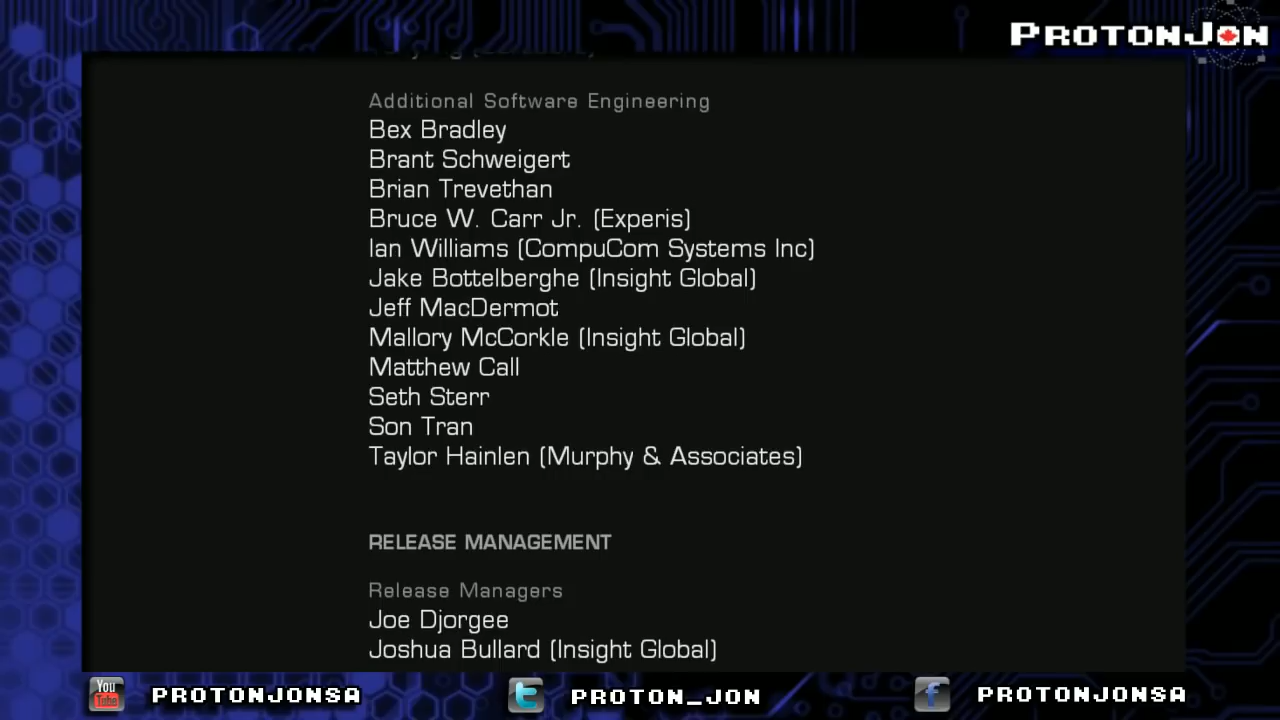 PROTONJON
Additional Software Engineering
Bex Bradley
Brant Schweigert
Brian Trevethan
Bruce W. Carr Jr. (Experis)
Ian Williams (CompuCom Systems Inc)
Jake Bottelberghe (Insight Global)
Jeff MacDermot
Mallory McCorkle (Insight Global)
Matthew Call
Seth Sterr
Son Tran
Taylor Hainlen (Murphy & Associates)
RELEASE MANAGEMENT
Release Managers
Joe Djorgee
Joshua Bullard (Insight Global)
You Tube PROTONJONSA t PROTON_JON f PROTONJONSA